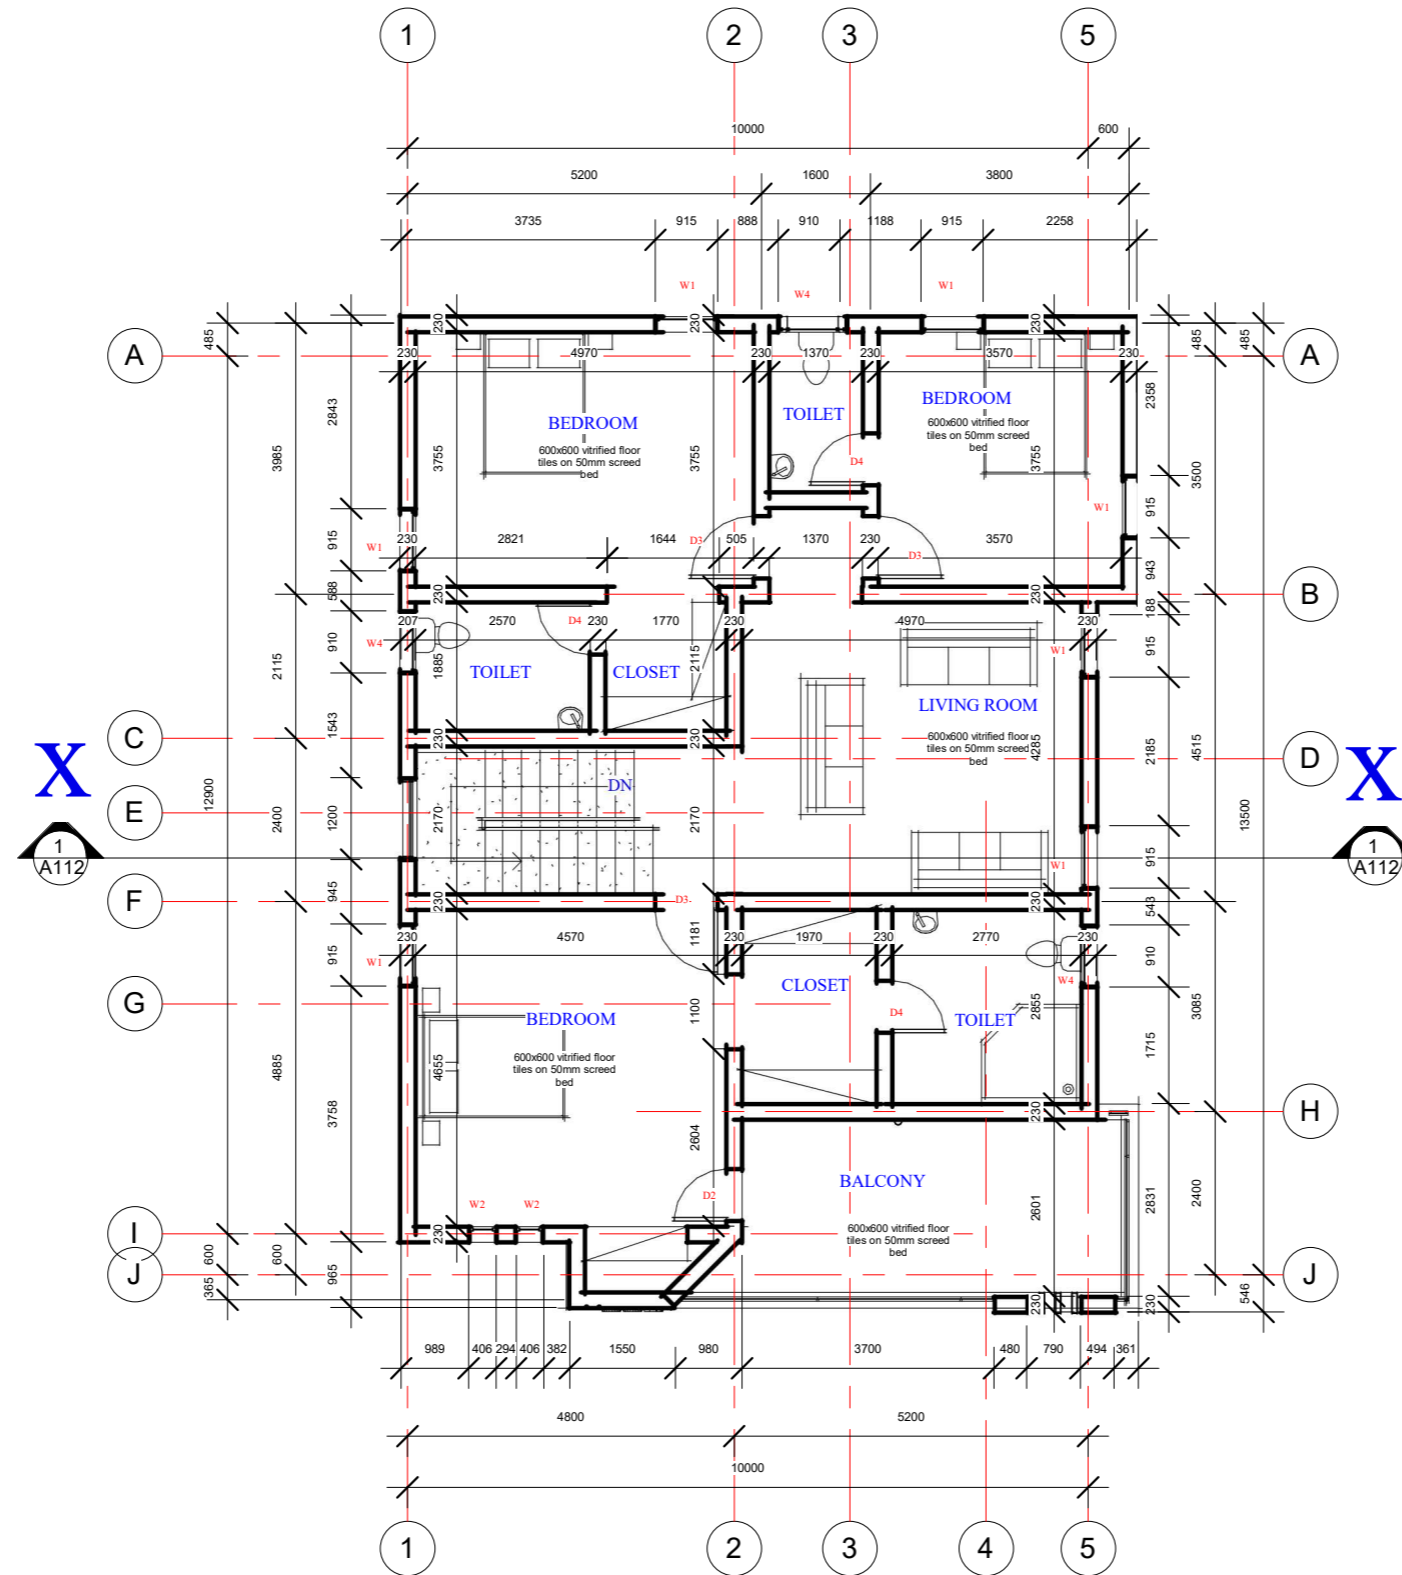 1
2
3
5
10000
600
5200
1600
3800
3735
915
888
910
1188
915
2258
W1
W4
W1
230
230
230
485
485
485
A
A
230
4970
230
1370
230
3570
230
2843
3985
2358
3500
BEDROOM
TOILET
BEDROOM
600x600 vitrified floor
tiles on 50mm screed
bed
600x600 vitrified floor
tiles on 50mm screed
bed
3755
3755
3755
D4
W1
915
915
W1
230
2821
1644
D3
505
1370
230
D3
3570
943
588
230
230
230
B
B
188
207
2570
D4
230
1770
230
4970
230
W4
910
2115
1885
2115
W1
915
TOILET
CLOSET
LIVING ROOM
600x600 vitrified floor
tiles on 50mm screed
bed
4285
1543
230
230
2185
4515
C
D
X
X
DN
12900
2400
1200
2170
2170
13500
E
1
A112
1
A112
W1
915
945
F
F
230
D3
230
543
230
4570
1181
230
1970
230
2770
230
W1
915
910
W4
CLOSET
G
1100
D4
BEDROOM
TOILET
2855
3085
600x600 vitrified floor
tiles on 50mm screed
bed
4655
4885
1715
3758
230
230
H
2604
BALCONY
D2
W2
W2
2601
2831
2400
600x600 vitrified floor
tiles on 50mm screed
bed
I
230
600
600
965
J
J
365
546
230
230
989
406
294
406
382
1550
980
3700
480
790
494
361
4800
5200
10000
1
2
3
4
5